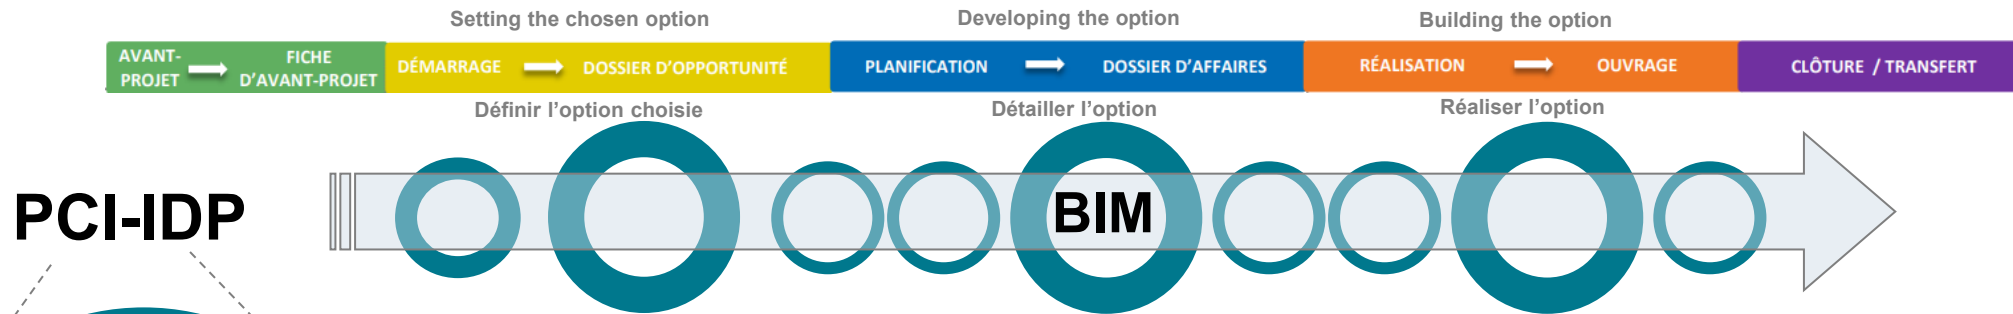 Setting the chosen option
Developing the option
Building the option
AVANT-
PROJET
FICHE
D'AVANT-PROJET
DÉMARRAGE
DOSSIER D'OPPORTUNITÉ
PLANIFICATION
DOSSIER D'AFFAIRES
RÉALISATION
OUVRAGE
CLÔTURE / TRANSFERT
Définir l'option choisie
Détailler l'option
Réaliser l'option
PCI-IDP
BIM